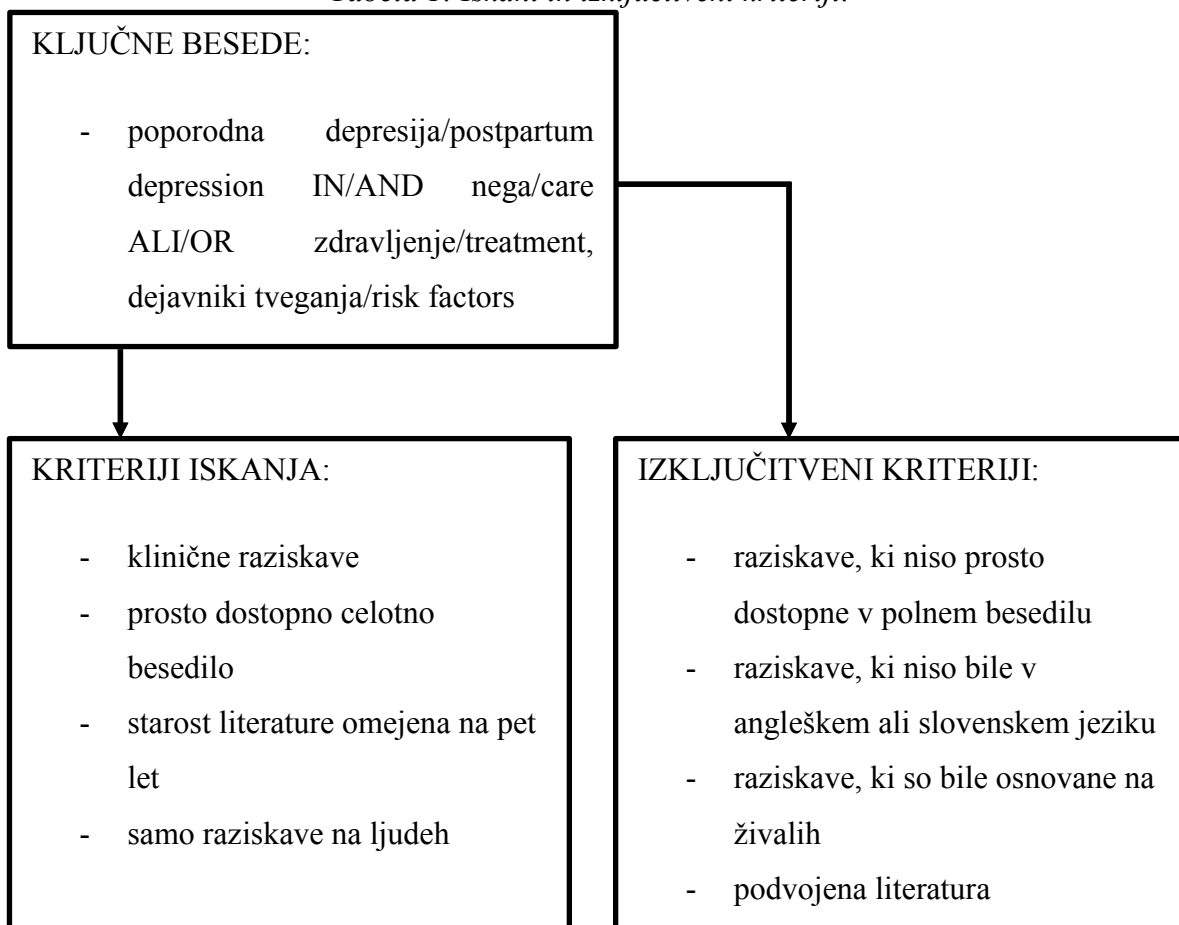 KLJUČNE BESEDE:
- poporodna depresija/postpartum
depression IN/AND nega/care
ALI/OR zdravljenje/treatment,
dejavniki tveganja/risk factors
KRITERIJI ISKANJA:
- klinične raziskave
- prosto dostopno celotno
besedilo
- starost literature omejena na pet
let
- samo raziskave na ljudeh
IZKLJUČITVENI KRITERIJI:
- raziskave, ki niso prosto
dostopne v polnem besedilu
- raziskave, ki niso bile v
angleškem ali slovenskem jeziku
- raziskave, ki so bile osnovane na
živalih
- podvojena literatura